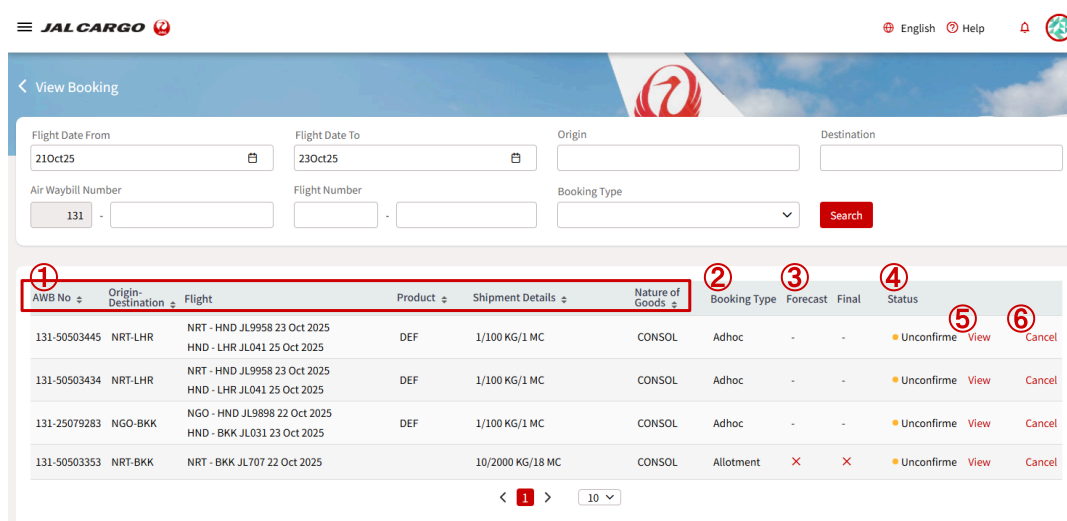 JAL CARGO
English Help
View Booking
Flight Date From Flight Date To Origin Destination
21Oct25 23Oct25
Air Waybill Number Flight Number Booking Type
131 - - Search
① ② ③ ④
AWB No Origin-Destination Flight Product Shipment Details Nature of Goods Booking Type Forecast Final Status
⑤ ⑥
131-50503445 NRT-LHR NRT - HND JL9958 23 Oct 2025 DEF 1/100 KG/1 MC CONSOL Adhoc - - Unconfirme View Cancel
HND - LHR JL041 25 Oct 2025
131-50503434 NRT-LHR NRT - HND JL9958 23 Oct 2025 DEF 1/100 KG/1 MC CONSOL Adhoc - - Unconfirme View Cancel
HND - LHR JL041 25 Oct 2025
131-25079283 NGO-BKK NGO - HND JL9898 22 Oct 2025 DEF 1/100 KG/1 MC CONSOL Adhoc - - Unconfirme View Cancel
HND - BKK JL031 23 Oct 2025
131-50503353 NRT-BKK NRT - BKK JL707 22 Oct 2025 10/2000 KG/18 MC CONSOL Allotment × × Unconfirme View Cancel
1 10